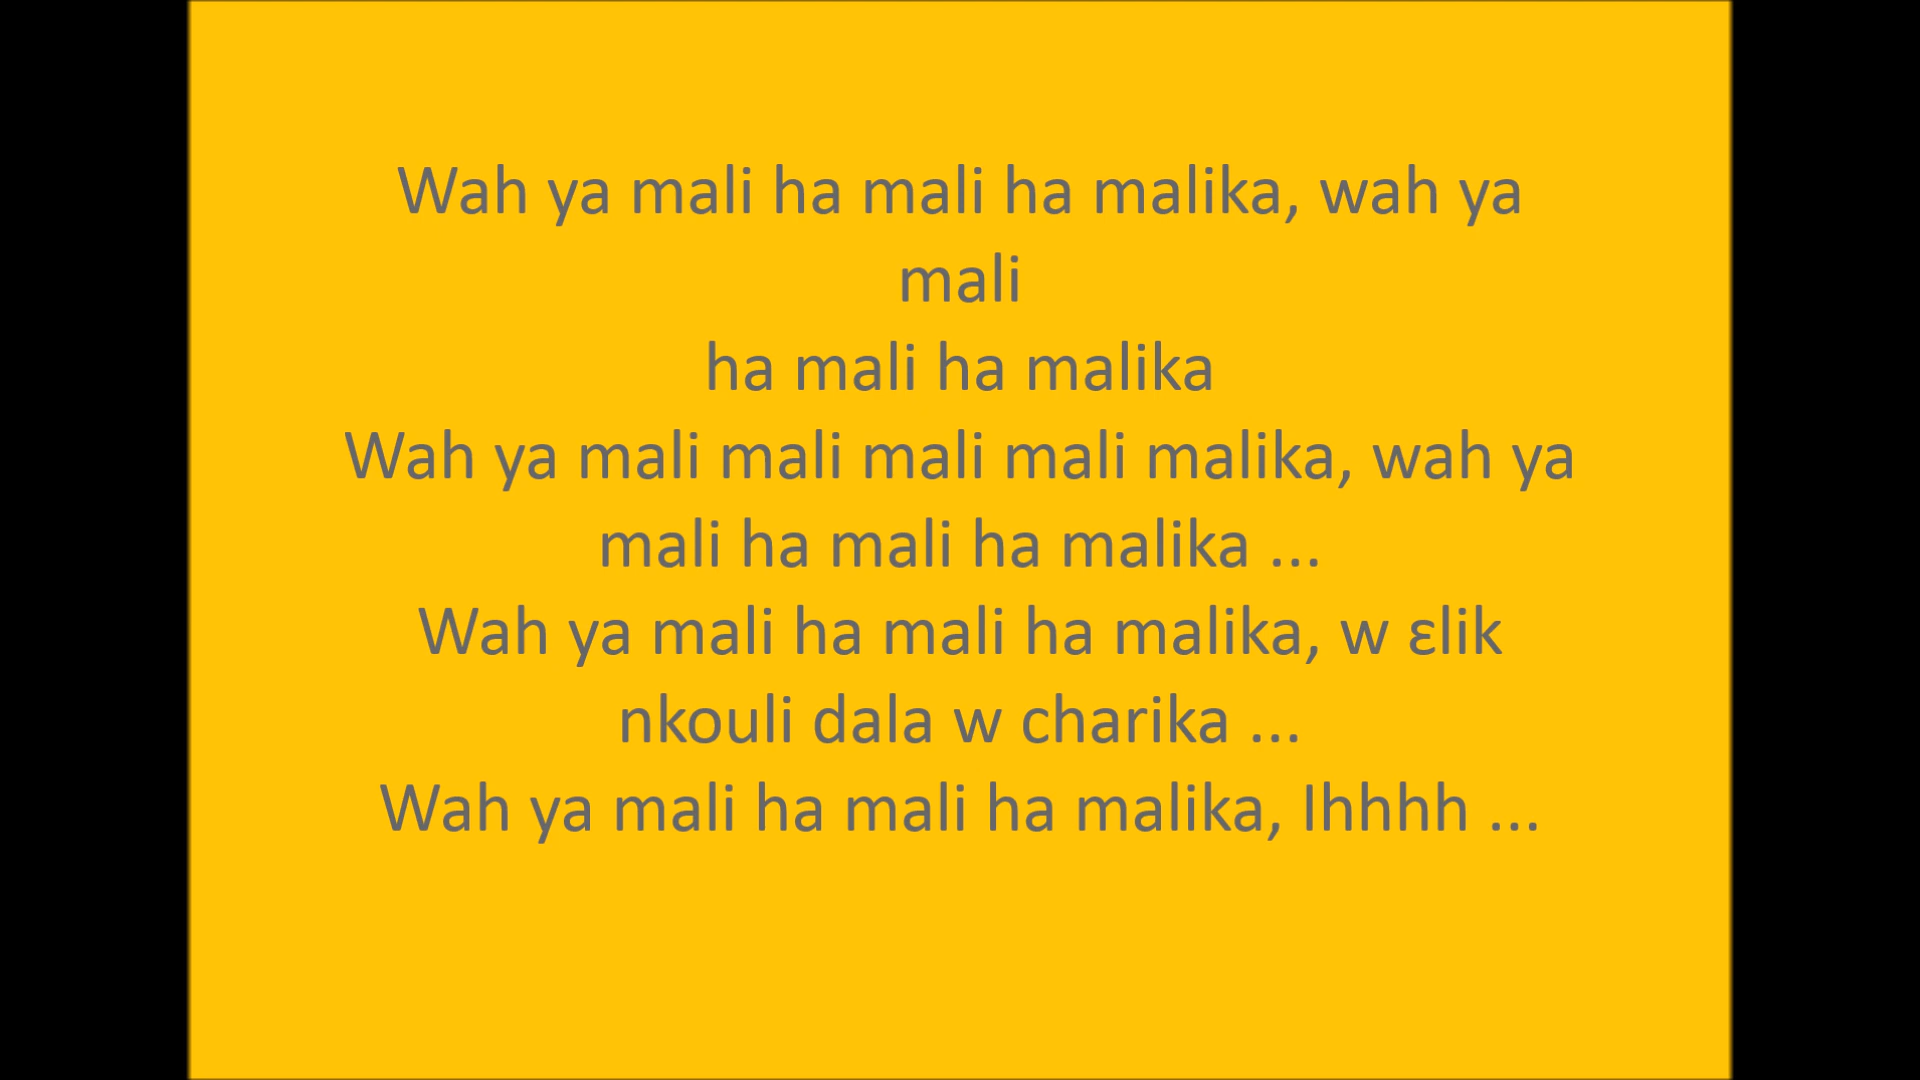 Wah ya mali ha mali ha malika, wah ya
mali
ha mali ha malika
Wah ya mali mali mali mali malika, wah ya
mali ha mali ha malika ...
Wah ya mali ha mali ha malika, w ɛlik
nkouli dala w charika ...
Wah ya mali ha mali ha malika, Ihhhh ...